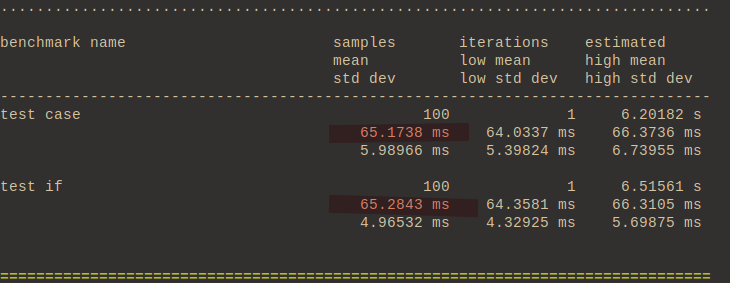 benchmark name samples iterations estimated
mean low mean high mean
std dev low std dev high std dev
test case 100 1 6.20182 s
65.1738 ms 64.0337 ms 66.3736 ms
5.98966 ms 5.39824 ms 6.73955 ms
test if 100 1 6.51561 s
65.2843 ms 64.3581 ms 66.3105 ms
4.96532 ms 4.32925 ms 5.69875 ms